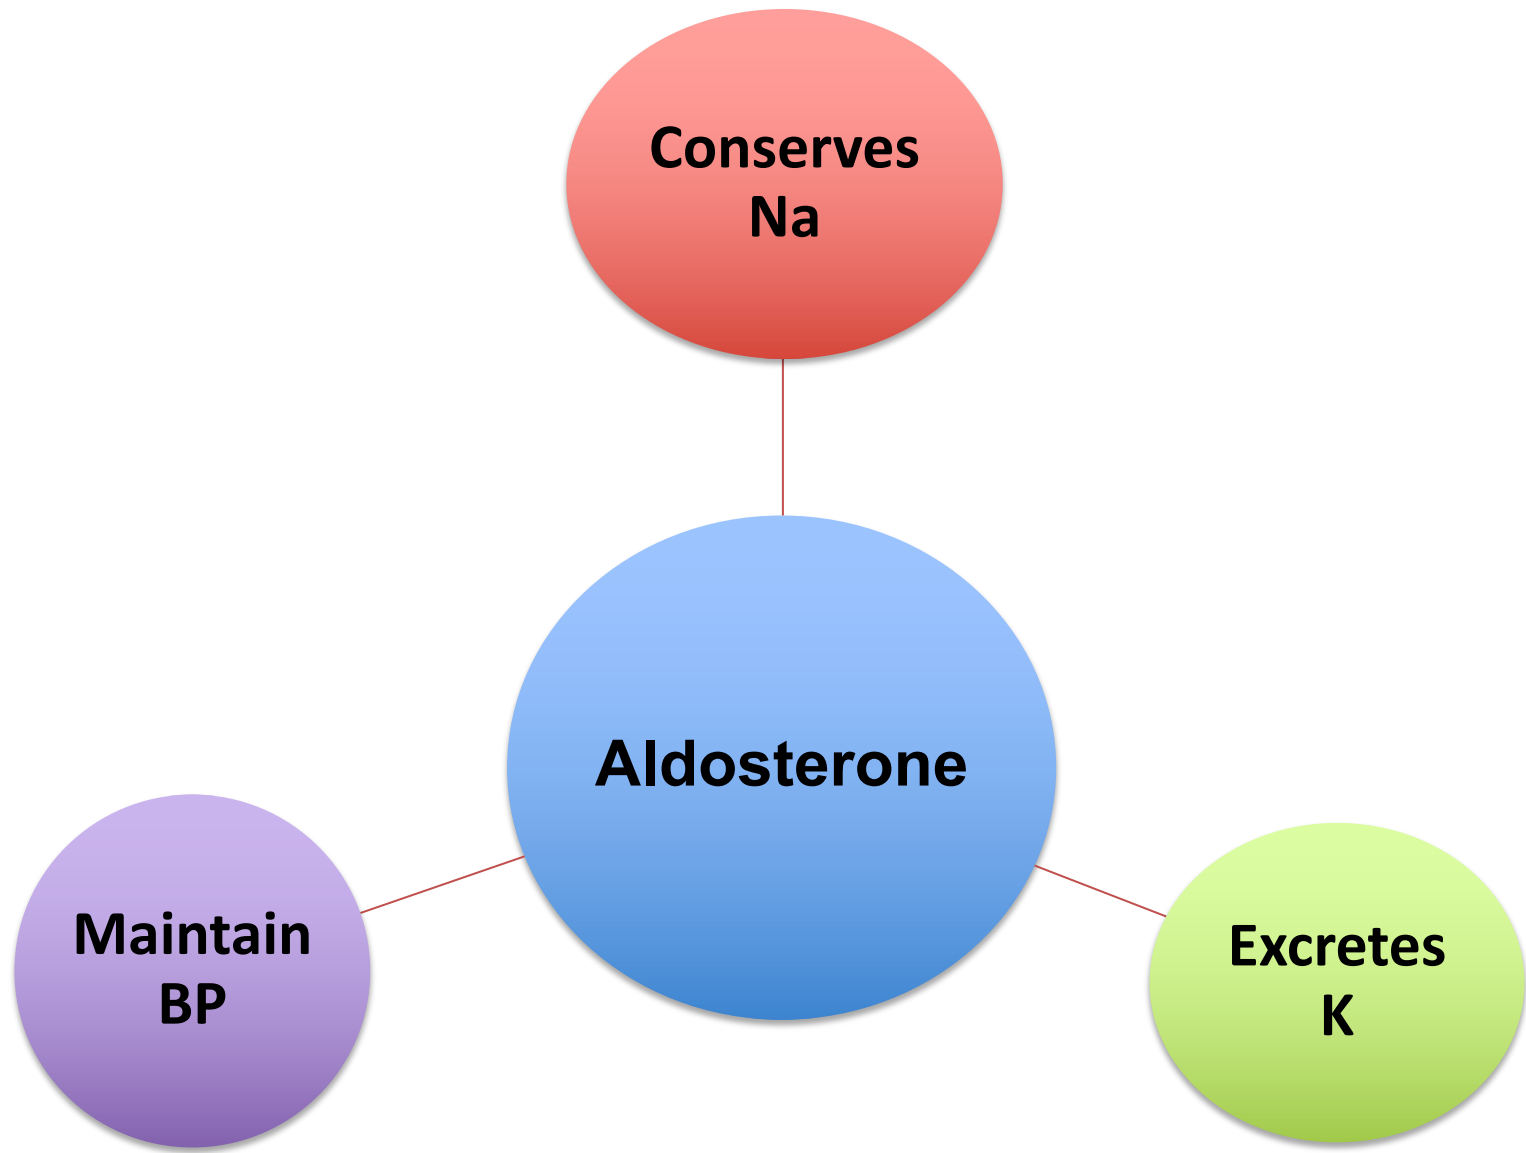 Conserves
Na
Aldosterone
Maintain
BP
Excretes
K